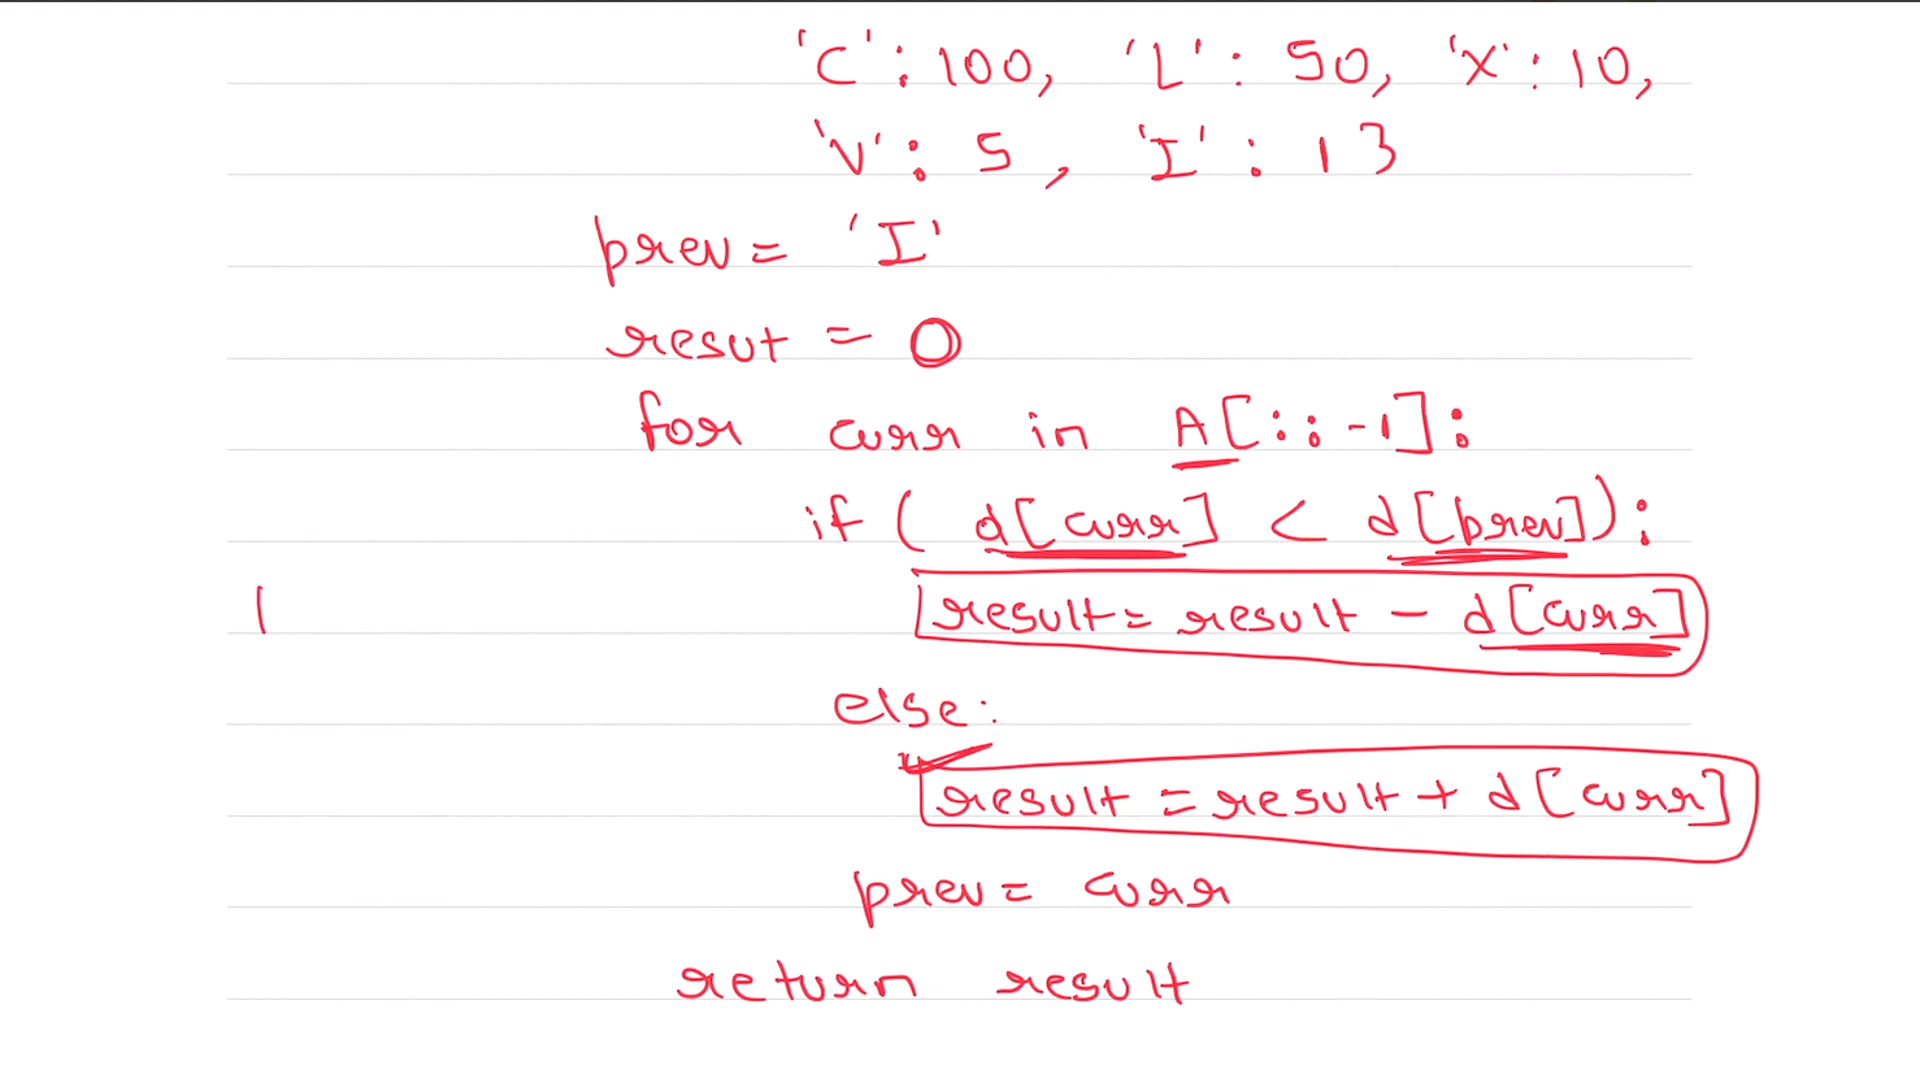 'C': 100, 'L': 50, 'X': 10,
'V': 5, 'I': 1}
prev = 'I'
resut = 0
for curr in A[::-1]:
if ( d[curr] < d[prev]):
1
result = result - d[curr]
else:
result = result + d[curr]
prev = curr
return result